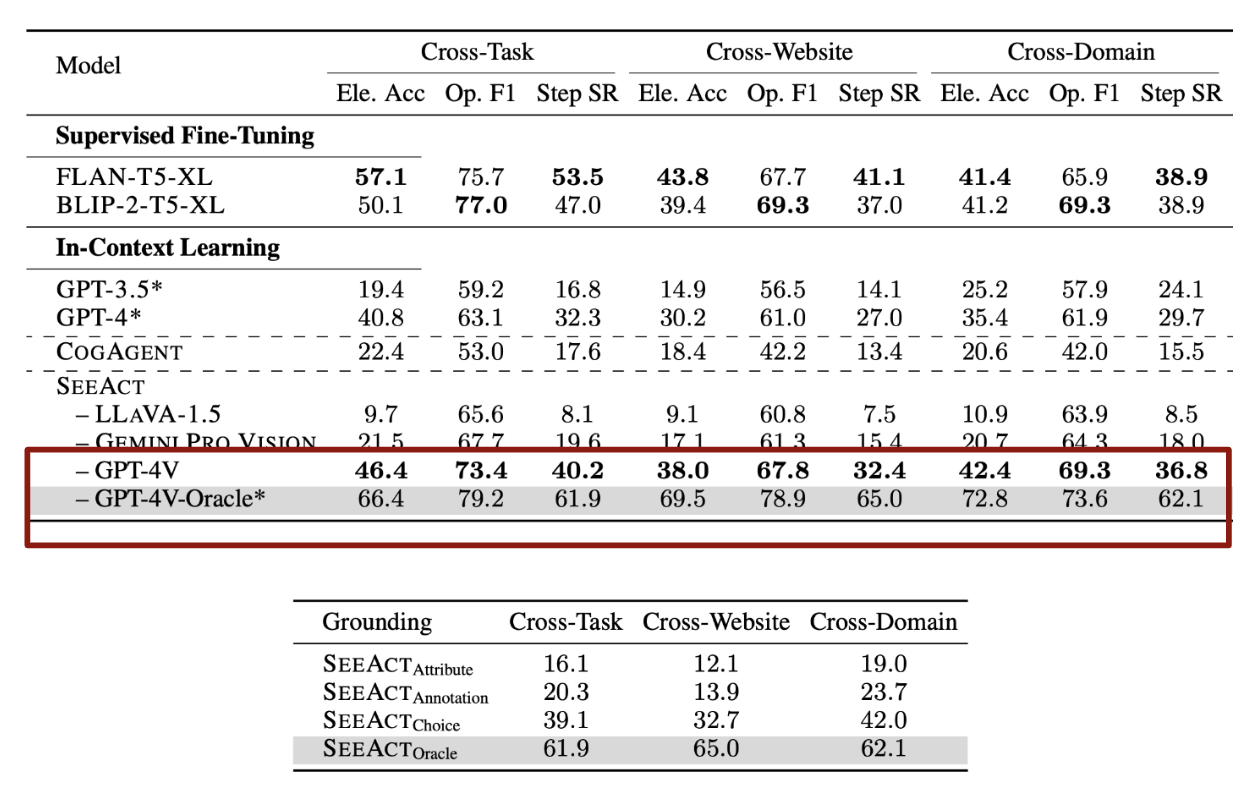 Model Cross-Task Cross-Website Cross-Domain
Ele. Acc Op. F1 Step SR Ele. Acc Op. F1 Step SR Ele. Acc Op. F1 Step SR
Supervised Fine-Tuning
FLAN-T5-XL 57.1 75.7 53.5 43.8 67.7 41.1 41.4 65.9 38.9
BLIP-2-T5-XL 50.1 77.0 47.0 39.4 69.3 37.0 41.2 69.3 38.9
In-Context Learning
GPT-3.5* 19.4 59.2 16.8 14.9 56.5 14.1 25.2 57.9 24.1
GPT-4* 40.8 63.1 32.3 30.2 61.0 27.0 35.4 61.9 29.7
COGAGENT 22.4 53.0 17.6 18.4 42.2 13.4 20.6 42.0 15.5
SEEACT
– LLAVA-1.5 9.7 65.6 8.1 9.1 60.8 7.5 10.9 63.9 8.5
– GEMINI PRO VISION 21.5 67.7 19.6 17.1 61.3 15.4 20.7 64.3 18.0
– GPT-4V 46.4 73.4 40.2 38.0 67.8 32.4 42.4 69.3 36.8
– GPT-4V-Oracle* 66.4 79.2 61.9 69.5 78.9 65.0 72.8 73.6 62.1
Grounding Cross-Task Cross-Website Cross-Domain
SEEACT Attribute 16.1 12.1 19.0
SEEACT Annotation 20.3 13.9 23.7
SEEACT Choice 39.1 32.7 42.0
SEEACT Oracle 61.9 65.0 62.1